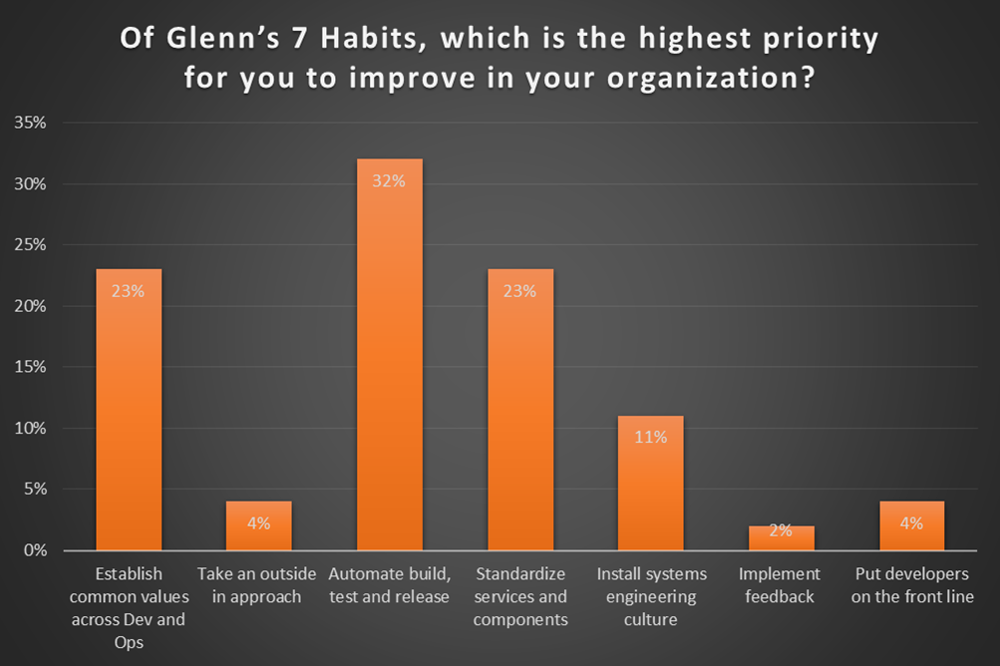 Of Glenn’s 7 Habits, which is the highest priority
for you to improve in your organization?
35%
30%
25%
20%
15%
10%
5%
0%
23%
4%
32%
23%
11%
2%
4%
Establish
common values
across Dev and
Ops
Take an outside
in approach
Automate build,
test and release
Standardize
services and
components
Install systems
engineering
culture
Implement
feedback
Put developers
on the front line